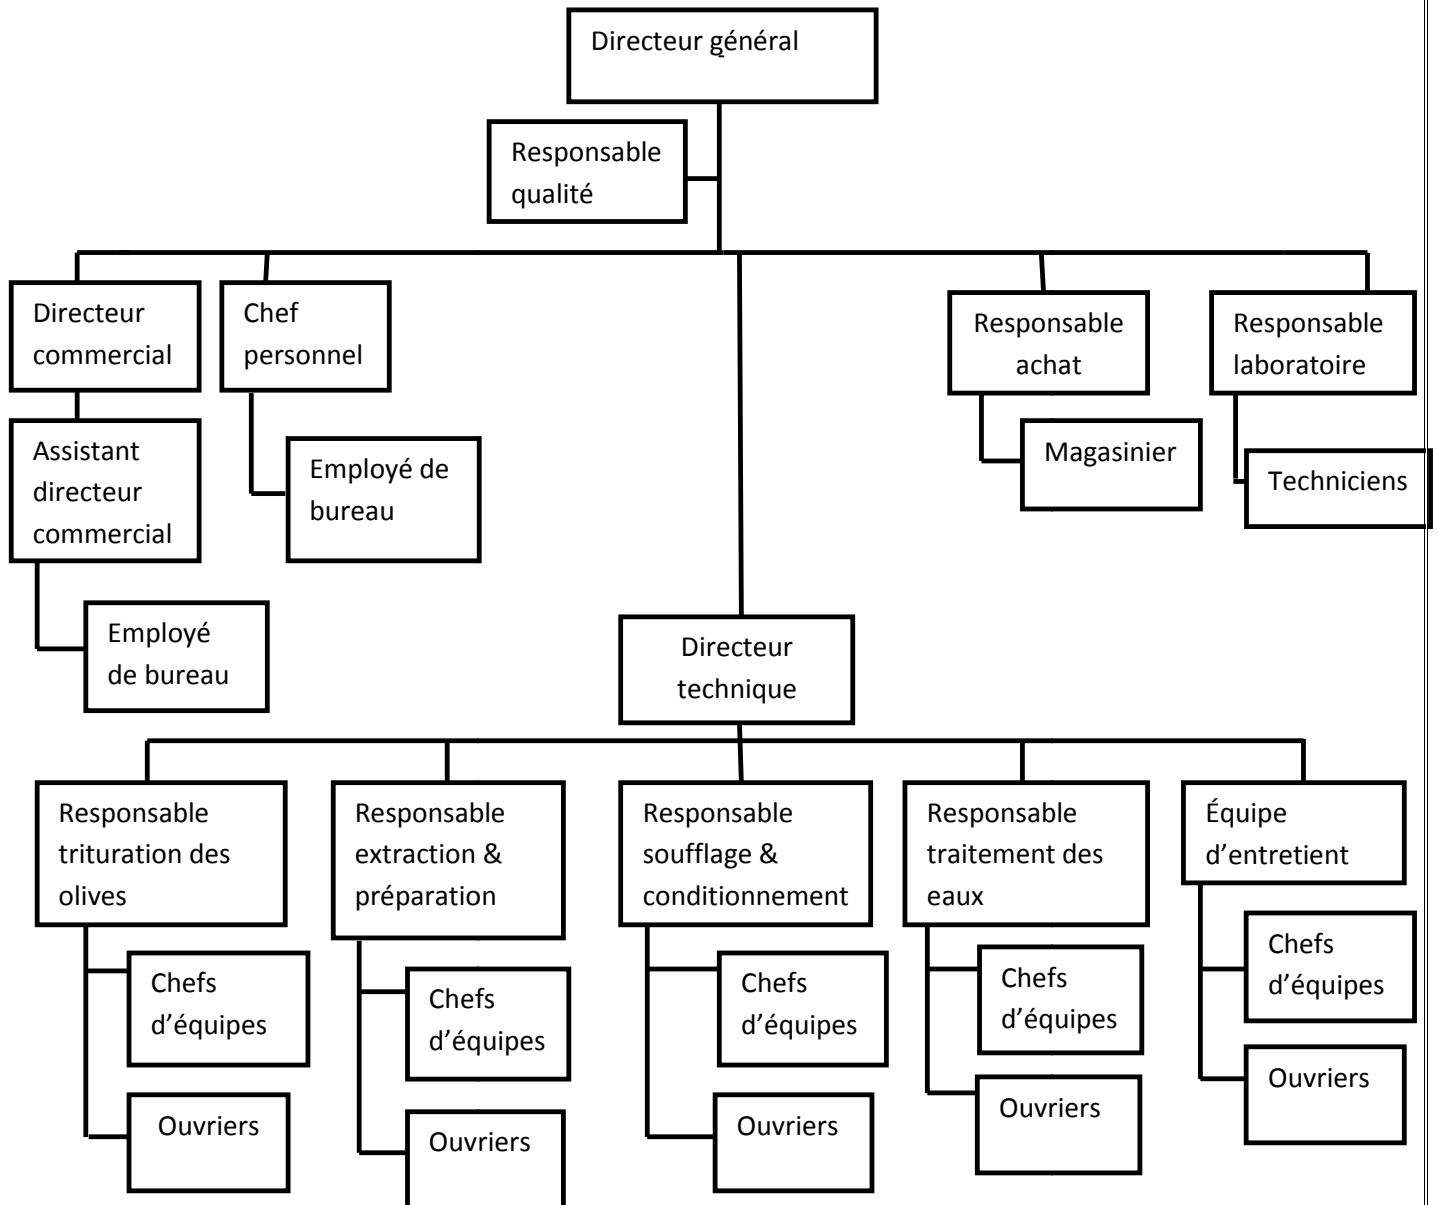 Directeur général
Responsable
qualité
Directeur
commercial
Chef
personnel
Responsable
achat
Responsable
laboratoire
Assistant
directeur
commercial
Employé de
bureau
Magasinier
Techniciens
Employé
de bureau
Directeur
technique
Responsable
trituration des
olives
Responsable
extraction &
préparation
Responsable
soufflage &
conditionnement
Responsable
traitement des
eaux
Équipe
d’entretient
Chefs
d’équipes
Chefs
d’équipes
Chefs
d’équipes
Chefs
d’équipes
Chefs
d’équipes
Ouvriers
Ouvriers
Ouvriers
Ouvriers
Ouvriers